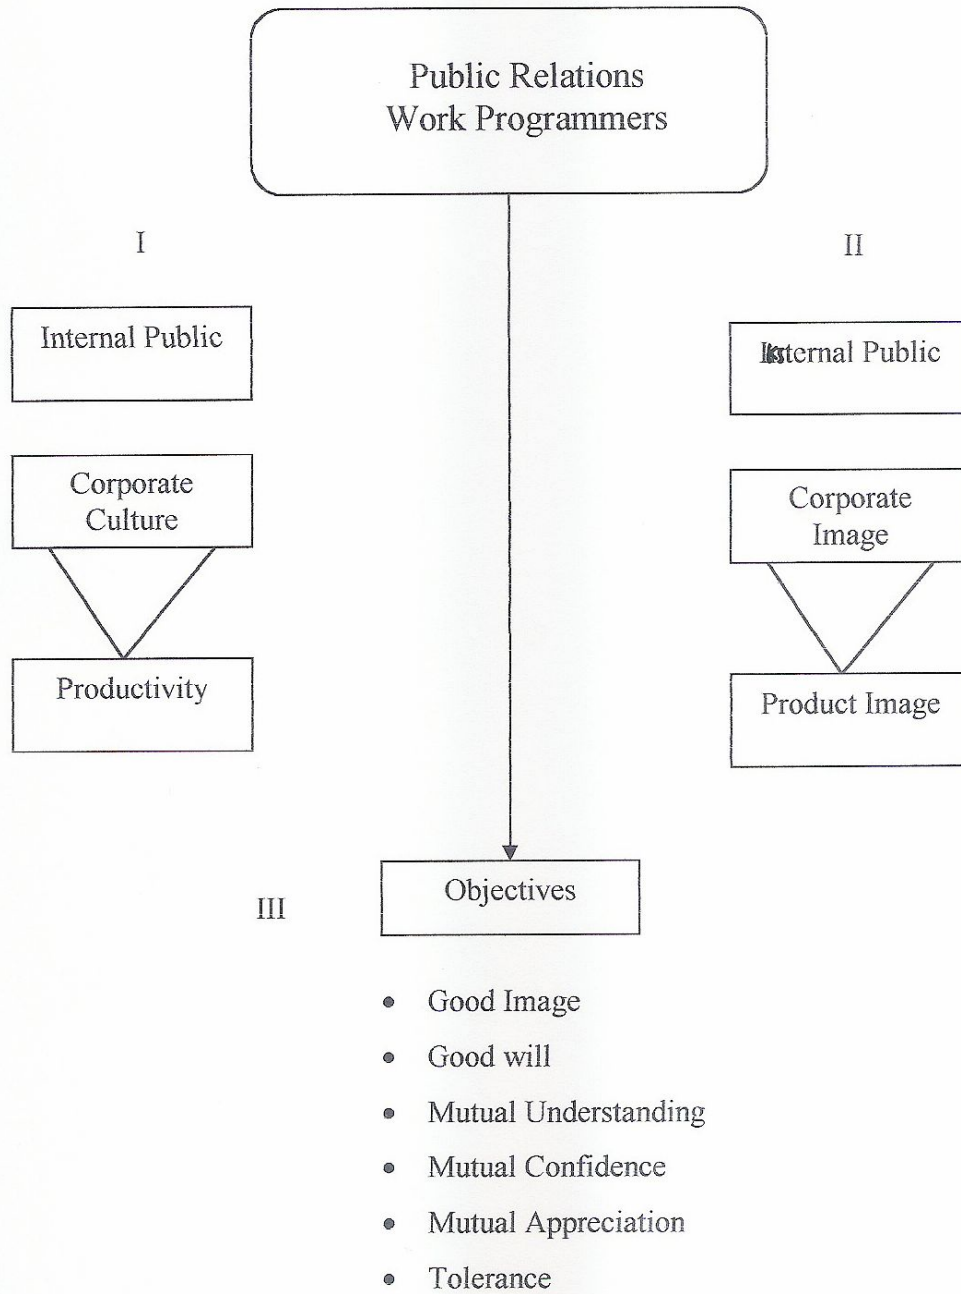 Public Relations
Work Programmers
I
II
Internal Public
Public
Corporate
Culture
Corporate
Image
Productivity
Product Image
III
Objectives
• Good Image
• Good will
• Mutual Understanding
• Mutual Confidence
• Mutual Appreciation
• Tolerance